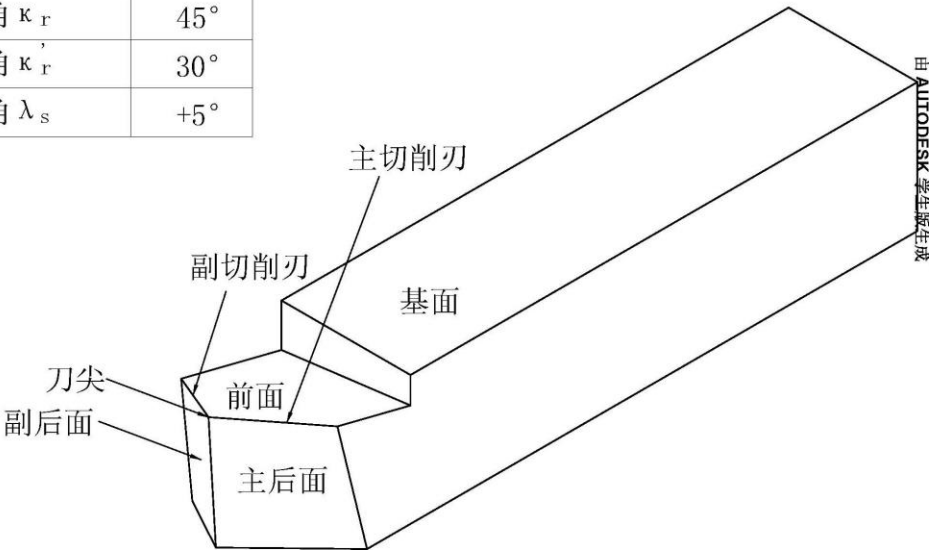 角 κr 45°
角 κ'r 30°
角 λs +5°
主切削刃
副切削刃
基面
刀尖
前面
副后面
主后面
由 AUTODESK 学生版生成